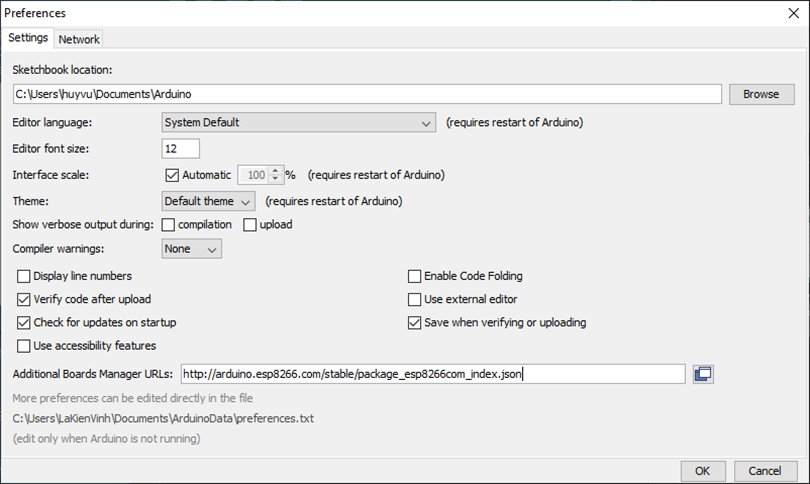 Preferences
Settings Network
Sketchbook location:
C:\Users\huyvu\Documents\Arduino Browse
Editor language: System Default (requires restart of Arduino)
Editor font size: 12
Interface scale: Automatic 100 % (requires restart of Arduino)
Theme: Default theme (requires restart of Arduino)
Show verbose output during: compilation upload
Compiler warnings: None
Display line numbers Enable Code Folding
Verify code after upload Use external editor
Check for updates on startup Save when verifying or uploading
Use accessibility features
Additional Boards Manager URLs: http://arduino.esp8266.com/stable/package_esp8266com_index.json
More preferences can be edited directly in the file
C:\Users\LaKienVinh\Documents\ArduinoData\preferences.txt
(edit only when Arduino is not running)
OK Cancel